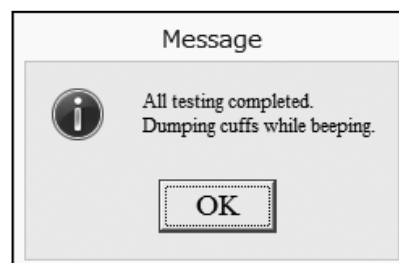 Message
All testing completed.
Dumping cuffs while beeping.
OK